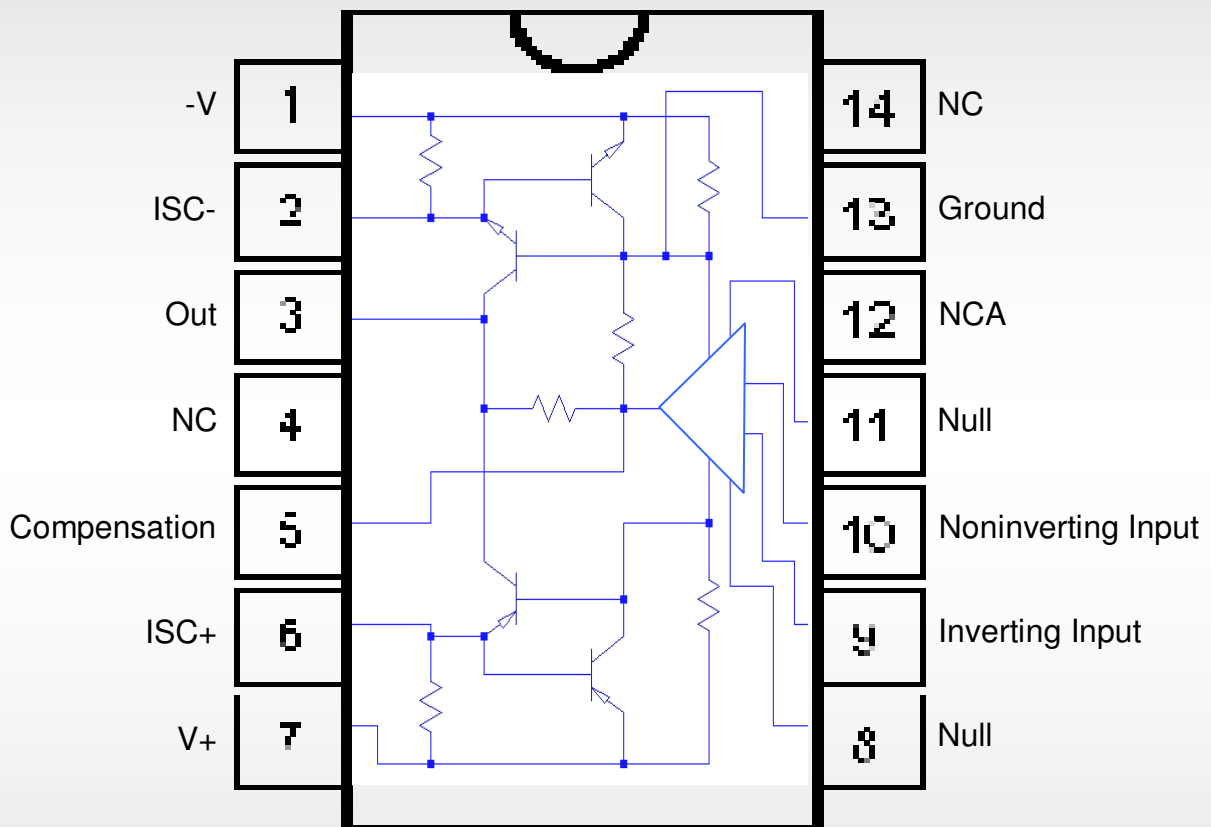 -V 1
ISC- 2
Out 3
NC 4
Compensation 5
ISC+ 6
V+ 7
14 NC
13 Ground
12 NCA
11 Null
10 Noninverting Input
9 Inverting Input
8 Null